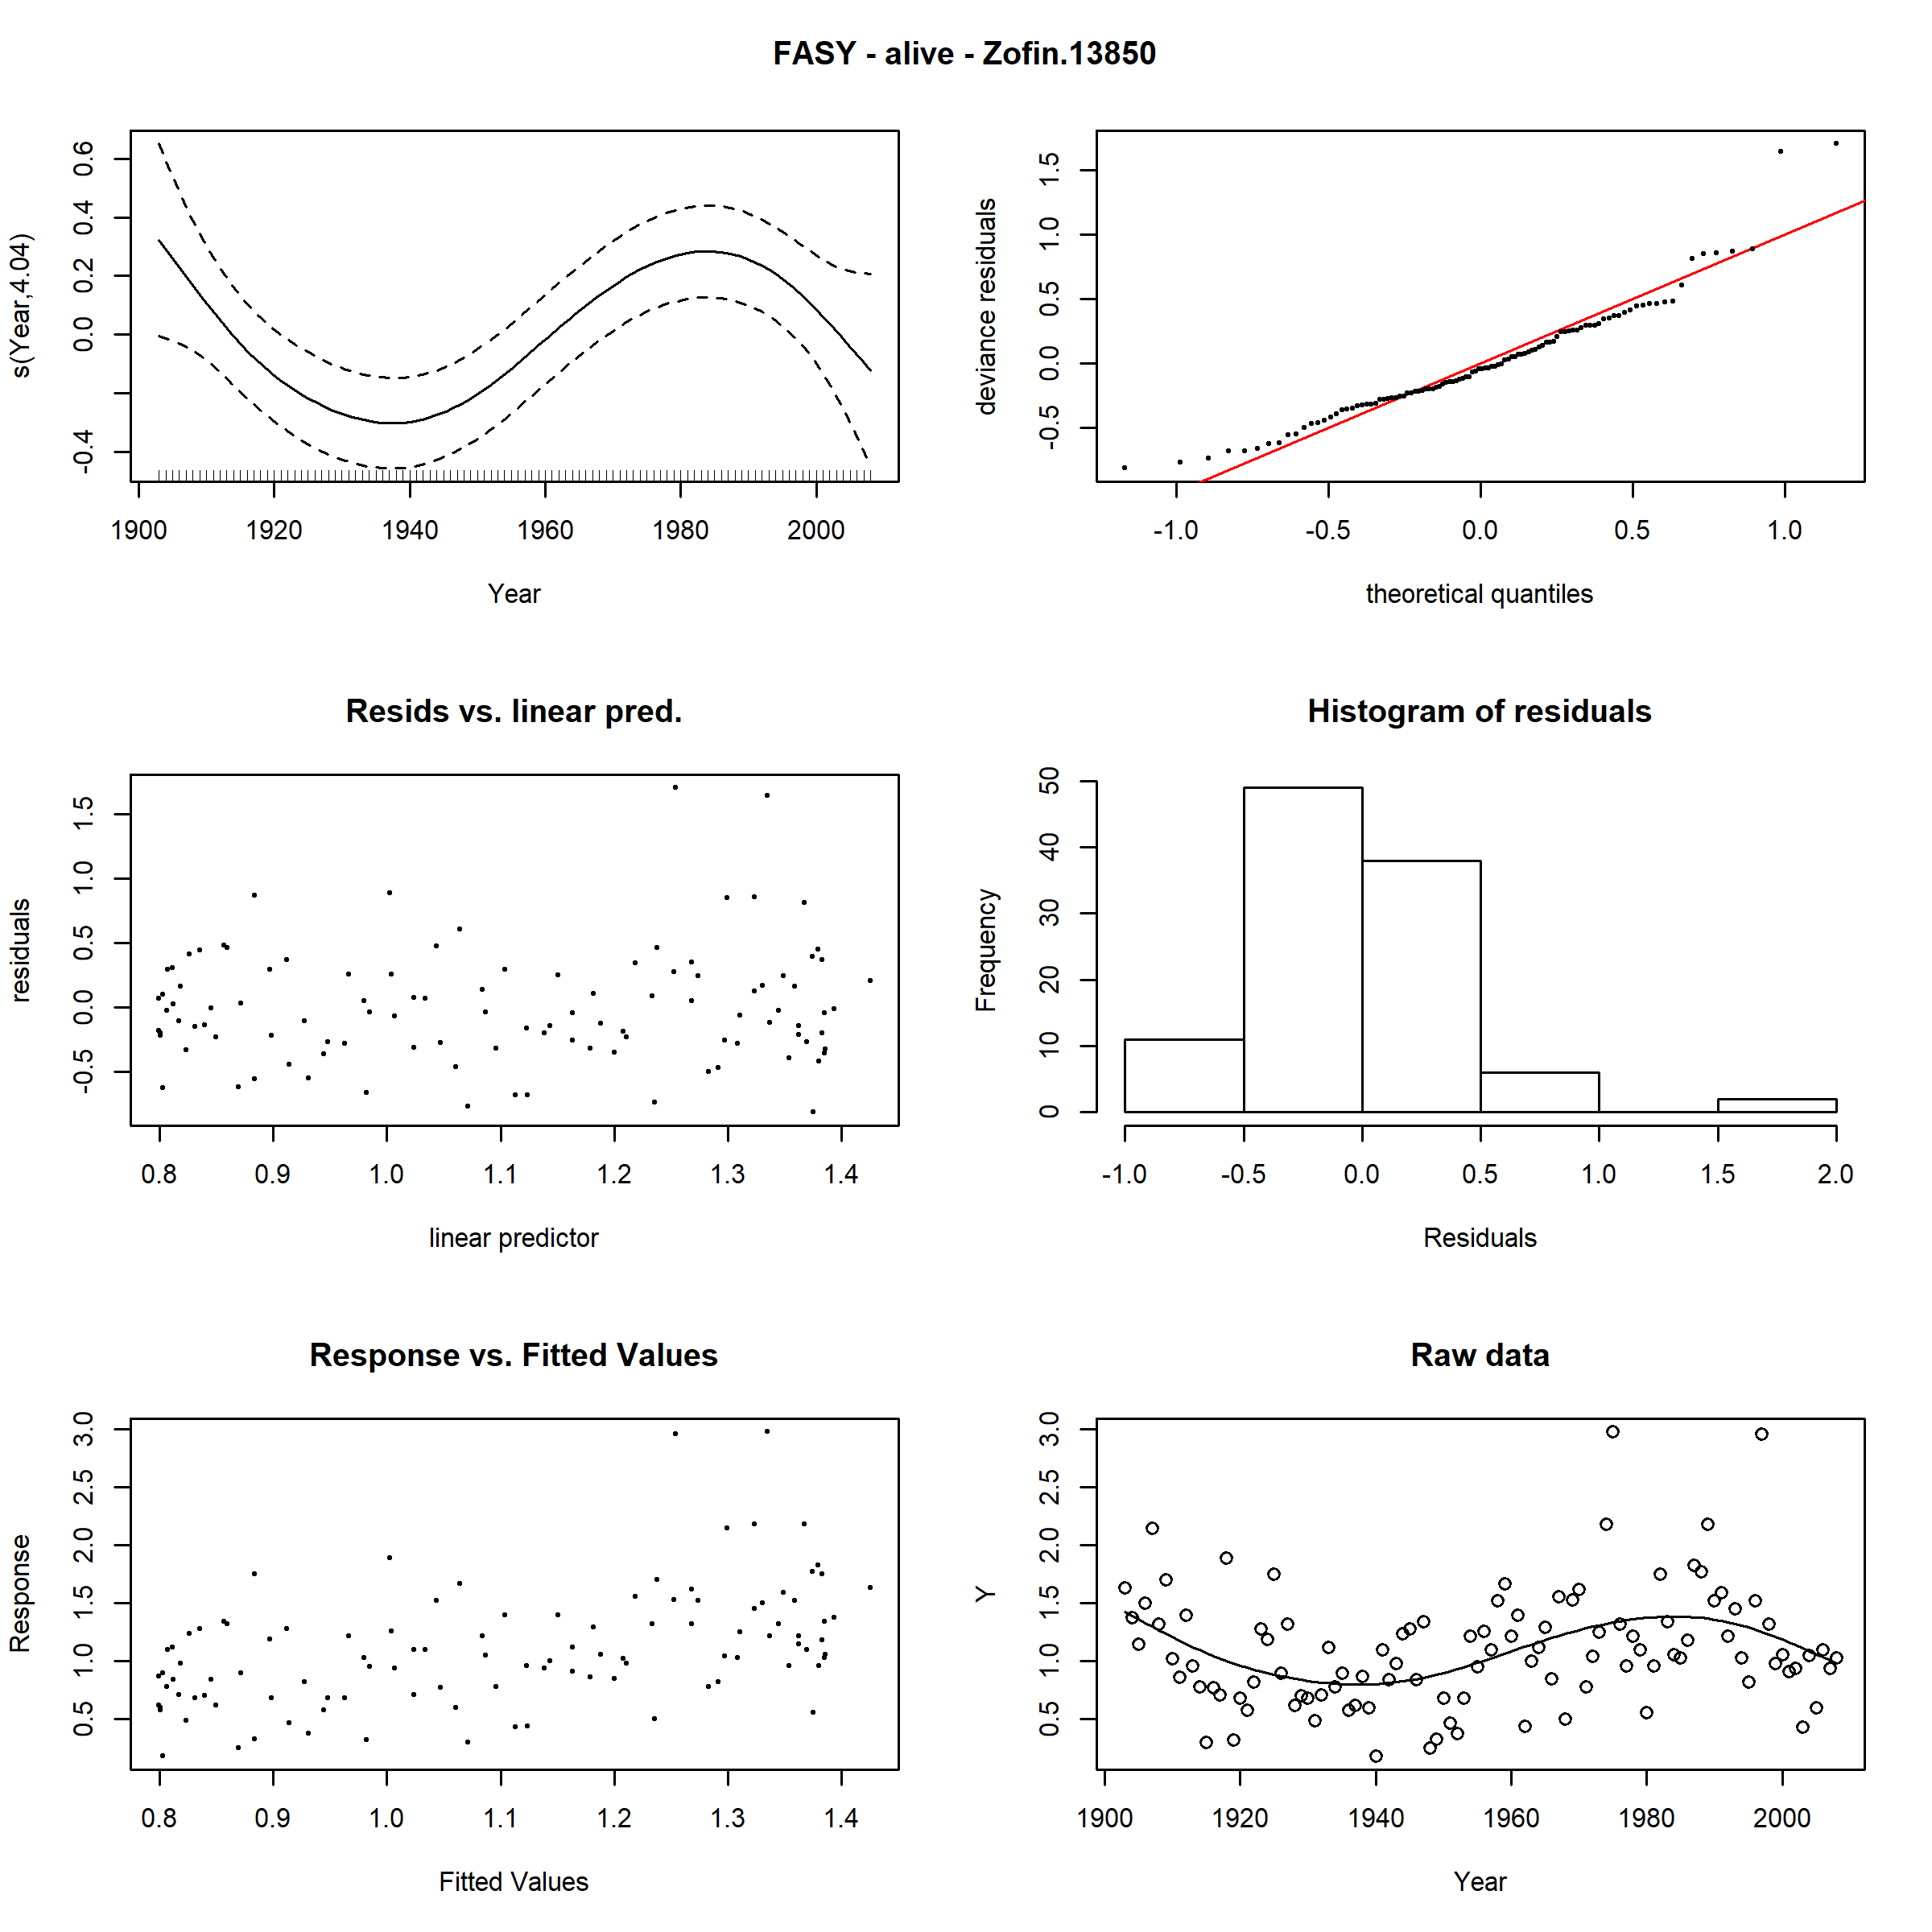 FASY - alive - Zofin.13850
s(Year,4.04)
-0.4 0.0 0.2 0.4 0.6
1900 1920 1940 1960 1980 2000
Year
deviance residuals
-0.5 0.0 0.5 1.0 1.5
-1.0 -0.5 0.0 0.5 1.0
theoretical quantiles
Resids vs. linear pred.
residuals
-0.5 0.0 0.5 1.0 1.5
0.8 0.9 1.0 1.1 1.2 1.3 1.4
linear predictor
Histogram of residuals
Frequency
0 10 20 30 40 50
-1.0 -0.5 0.0 0.5 1.0 1.5 2.0
Residuals
Response vs. Fitted Values
Response
0.5 1.0 1.5 2.0 2.5 3.0
0.8 0.9 1.0 1.1 1.2 1.3 1.4
Fitted Values
Raw data
Y
0.5 1.0 1.5 2.0 2.5 3.0
1900 1920 1940 1960 1980 2000
Year